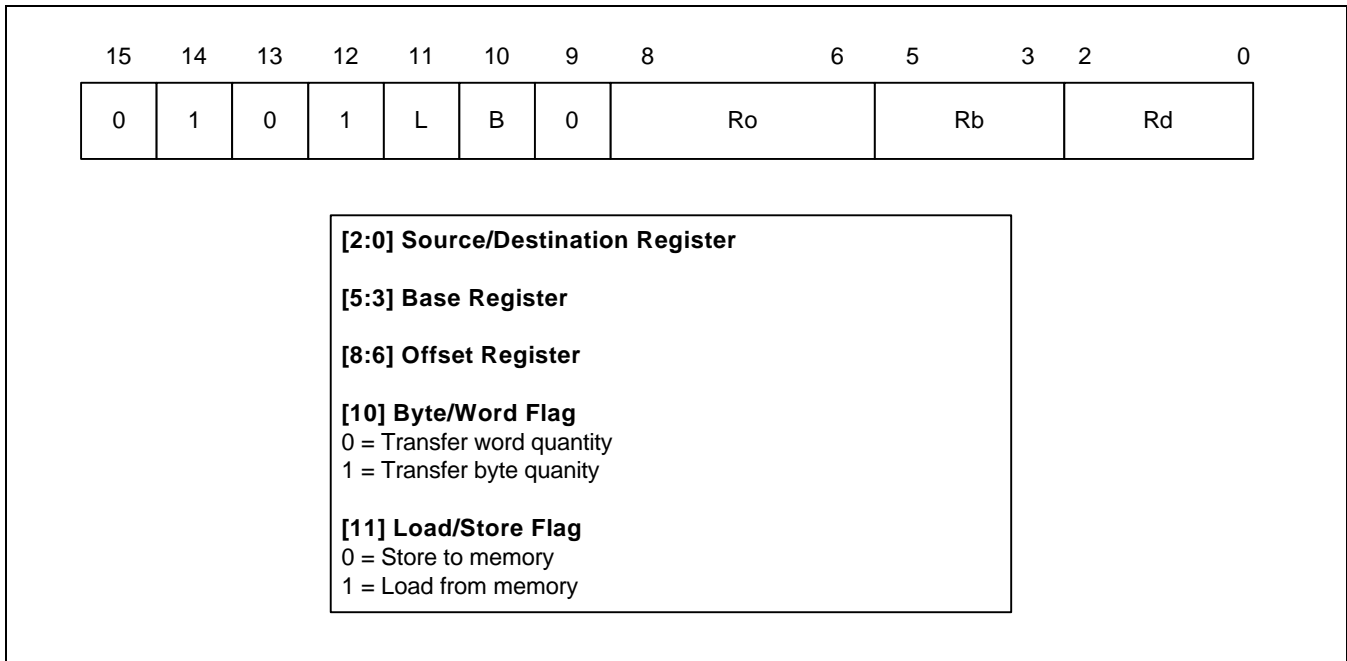 15 14 13 12 11 10 9 8 6 5 3 2 0
0 1 0 1 L B 0 Ro Rb Rd
[2:0] Source/Destination Register
[5:3] Base Register
[8:6] Offset Register
[10] Byte/Word Flag
0 = Transfer word quantity
1 = Transfer byte quanity
[11] Load/Store Flag
0 = Store to memory
1 = Load from memory